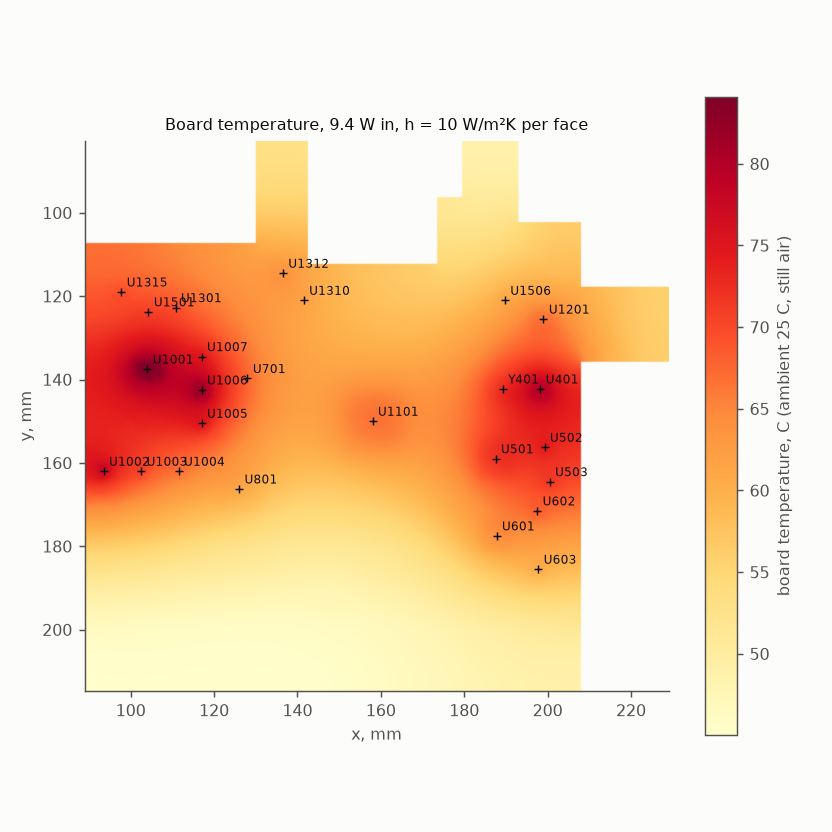 Board temperature, 9.4 W in, h = 10 W/m²K per face
100
120
140
160
180
200
y, mm
100
120
140
160
180
200
220
x, mm
U1312
U1315
U1310
U1506
U1501
U1301
U1201
U1007
U1001
U701
U1006
Y401
U401
U1005
U1101
U502
U501
U1002
U1003
U1004
U503
U801
U602
U601
U603
80
75
70
65
60
55
50
board temperature, C (ambient 25 C, still air)